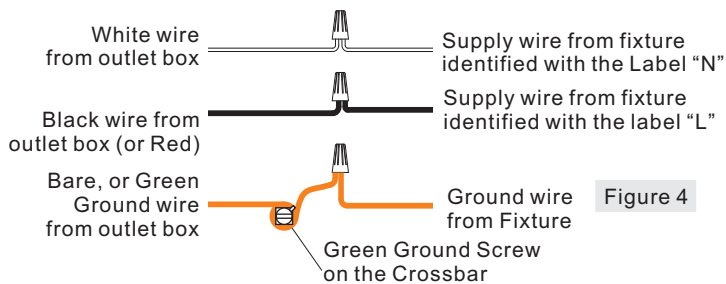 White wire
from outlet box
Supply wire from fixture
identified with the Label “N”
Black wire from
outlet box (or Red)
Supply wire from fixture
identified with the label “L”
Bare, or Green
Ground wire
from outlet box
Ground wire
from Fixture
Figure 4
Green Ground Screw
on the Crossbar